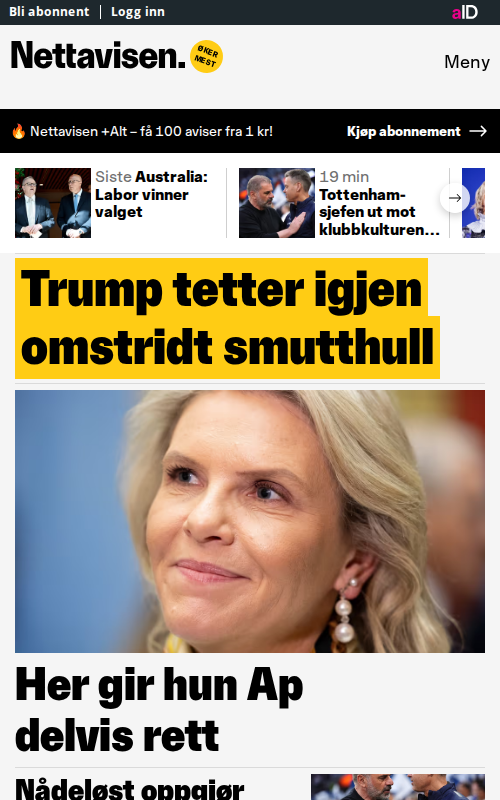 Bli abonnent
Logg inn
aID
Nettavisen.
ØKER
MEST
Meny
🔥 Nettavisen +Alt – få 100 aviser fra 1 kr!
Kjøp abonnement
Siste Australia:
Labor vinner
valget
19 min
Tottenham-
sjefen ut mot
klubbkulturen...
Trump tetter igjen
omstridt smutthull
Her gir hun Ap
delvis rett
Nådeløst oppgjør